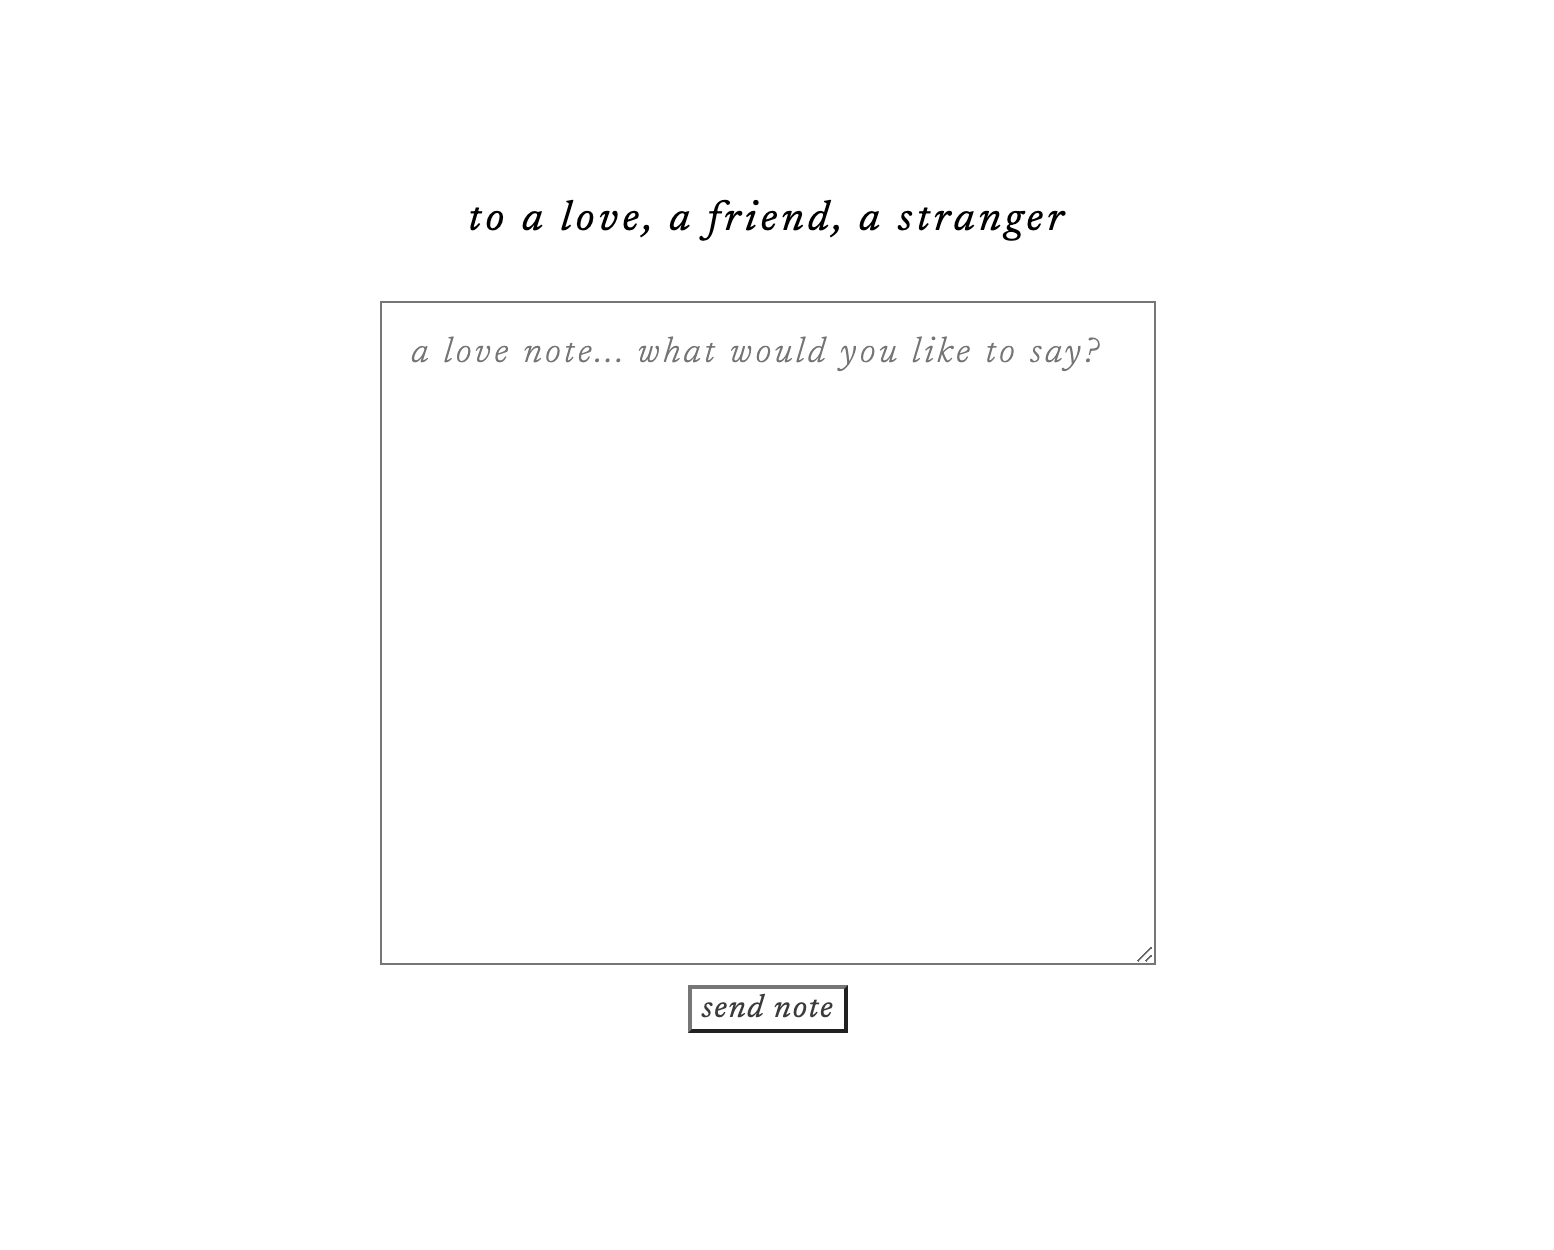 to a love, a friend, a stranger
a love note... what would you like to say?
send note